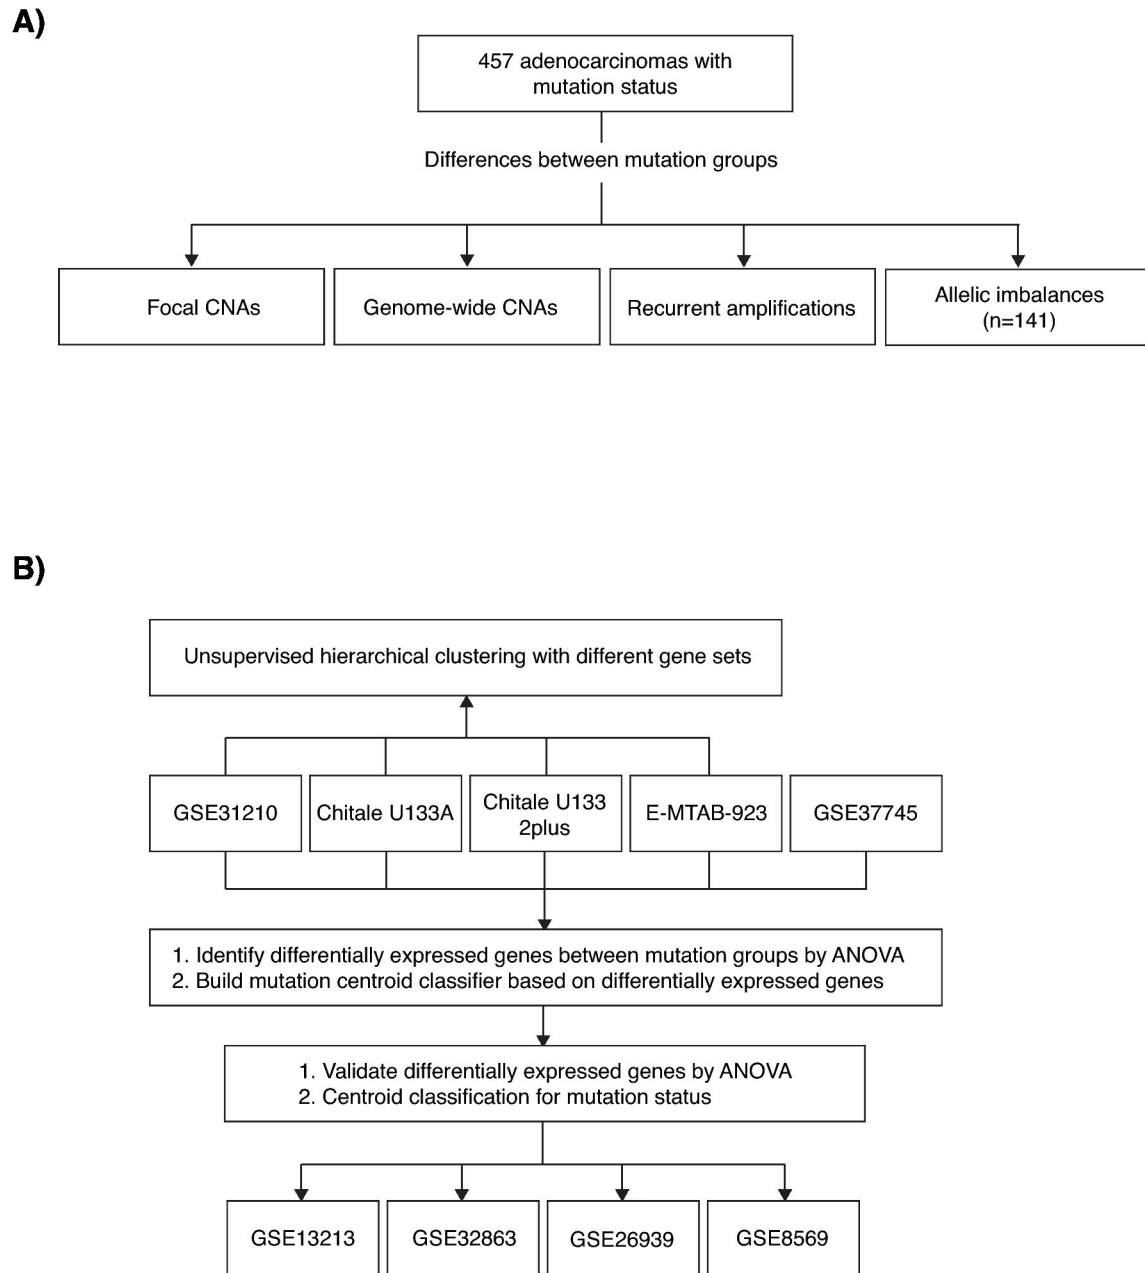 A)
457 adenocarcinomas with
mutation status
Differences between mutation groups
Focal CNAs
Genome-wide CNAs
Recurrent amplifications
Allelic imbalances
(n=141)
B)
Unsupervised hierarchical clustering with different gene sets
GSE31210
Chitale U133A
Chitale U133
2plus
E-MTAB-923
GSE37745
1. Identify differentially expressed genes between mutation groups by ANOVA
2. Build mutation centroid classifier based on differentially expressed genes
1. Validate differentially expressed genes by ANOVA
2. Centroid classification for mutation status
GSE13213
GSE32863
GSE26939
GSE8569